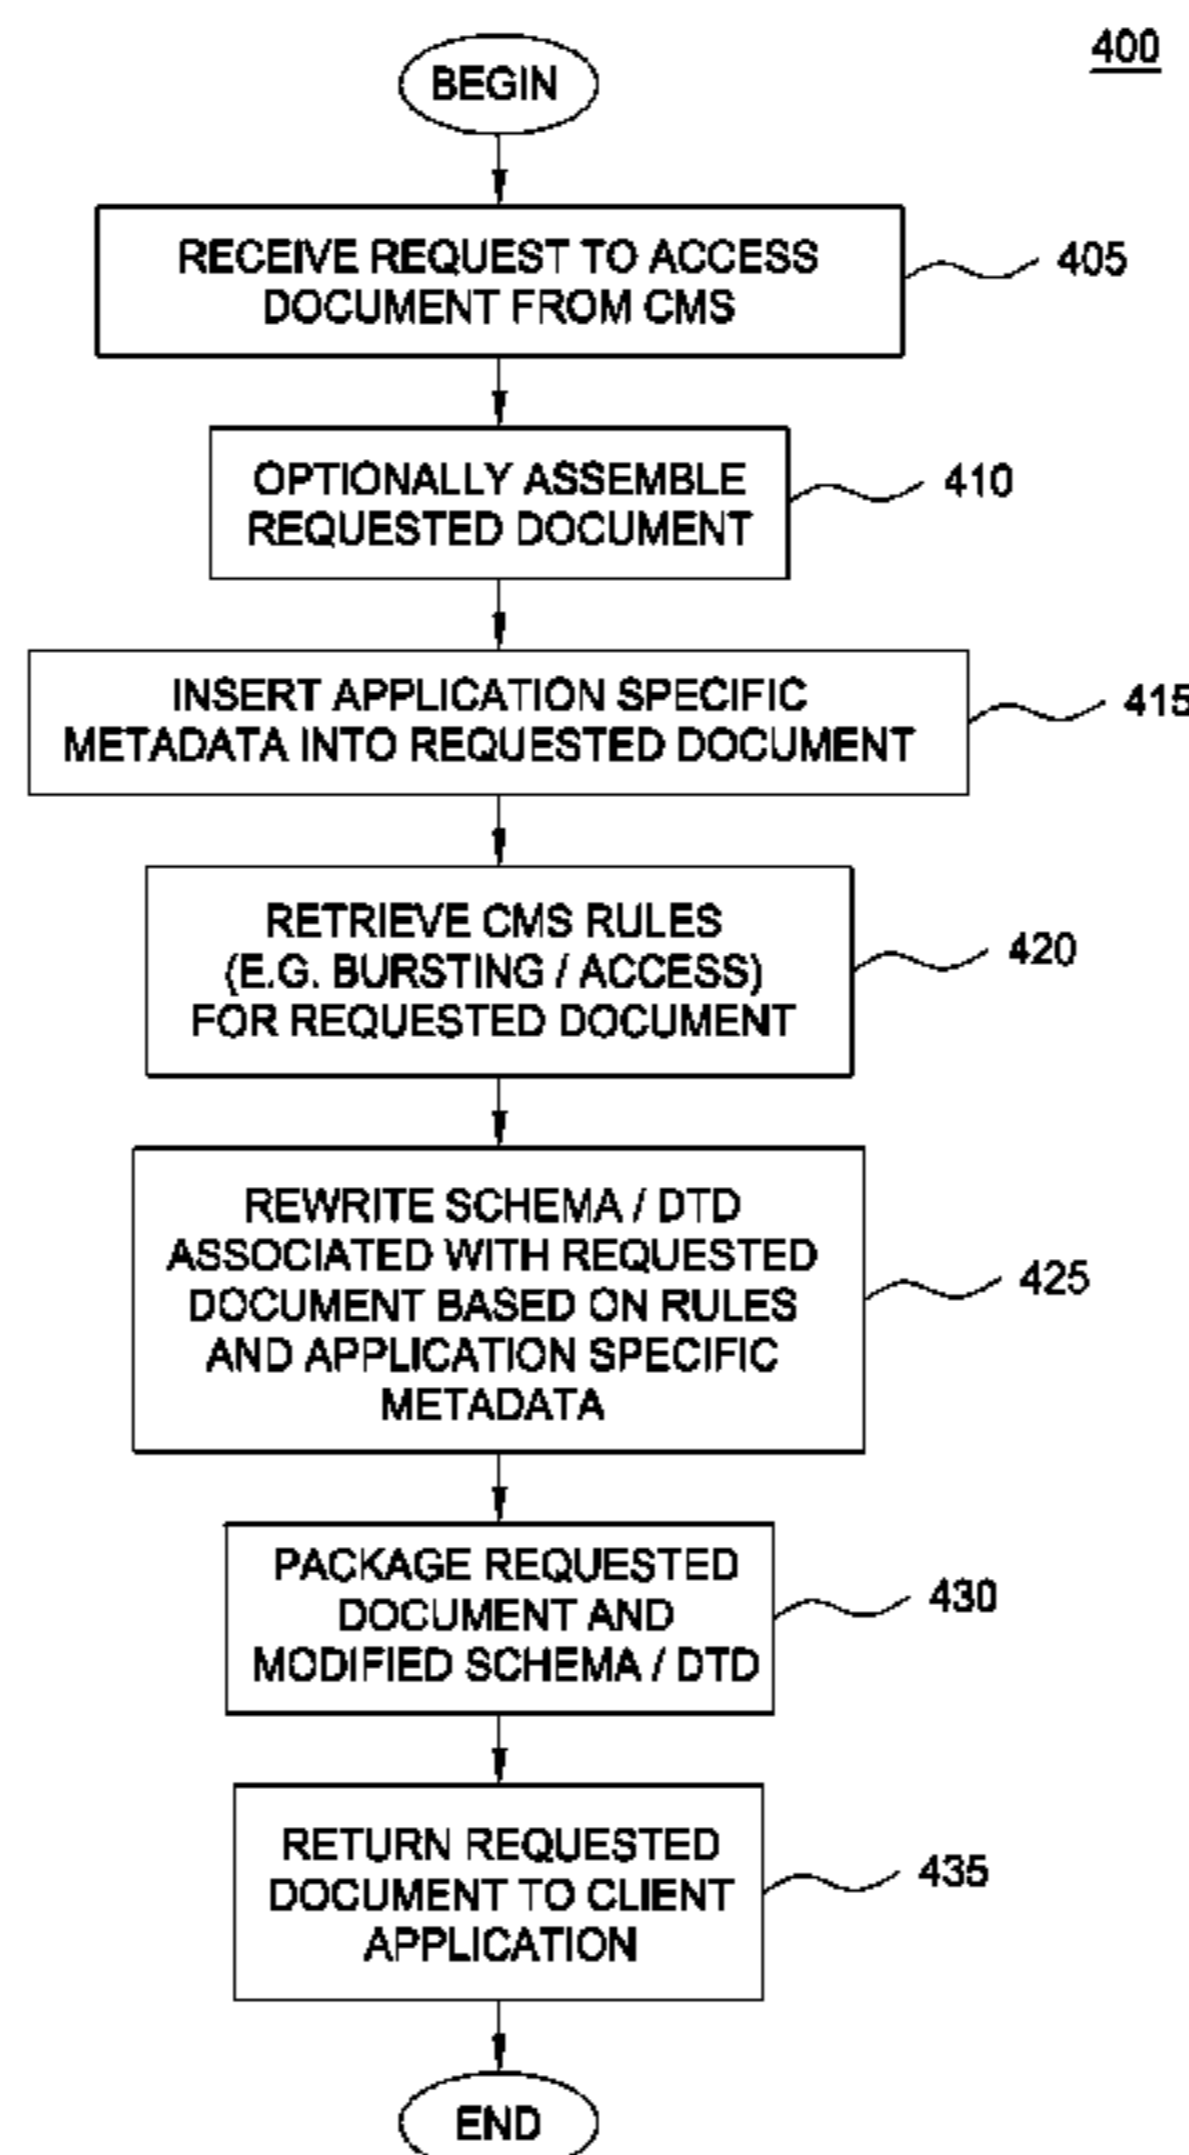 400
BEGIN
RECEIVE REQUEST TO ACCESS
DOCUMENT FROM CMS
405
OPTIONALLY ASSEMBLE
REQUESTED DOCUMENT
410
INSERT APPLICATION SPECIFIC
METADATA INTO REQUESTED DOCUMENT
415
RETRIEVE CMS RULES
(E.G. BURSTING / ACCESS)
FOR REQUESTED DOCUMENT
420
REWRITE SCHEMA / DTD
ASSOCIATED WITH REQUESTED
DOCUMENT BASED ON RULES
AND APPLICATION SPECIFIC
METADATA
425
PACKAGE REQUESTED
DOCUMENT AND
MODIFIED SCHEMA / DTD
430
RETURN REQUESTED
DOCUMENT TO CLIENT
APPLICATION
435
END